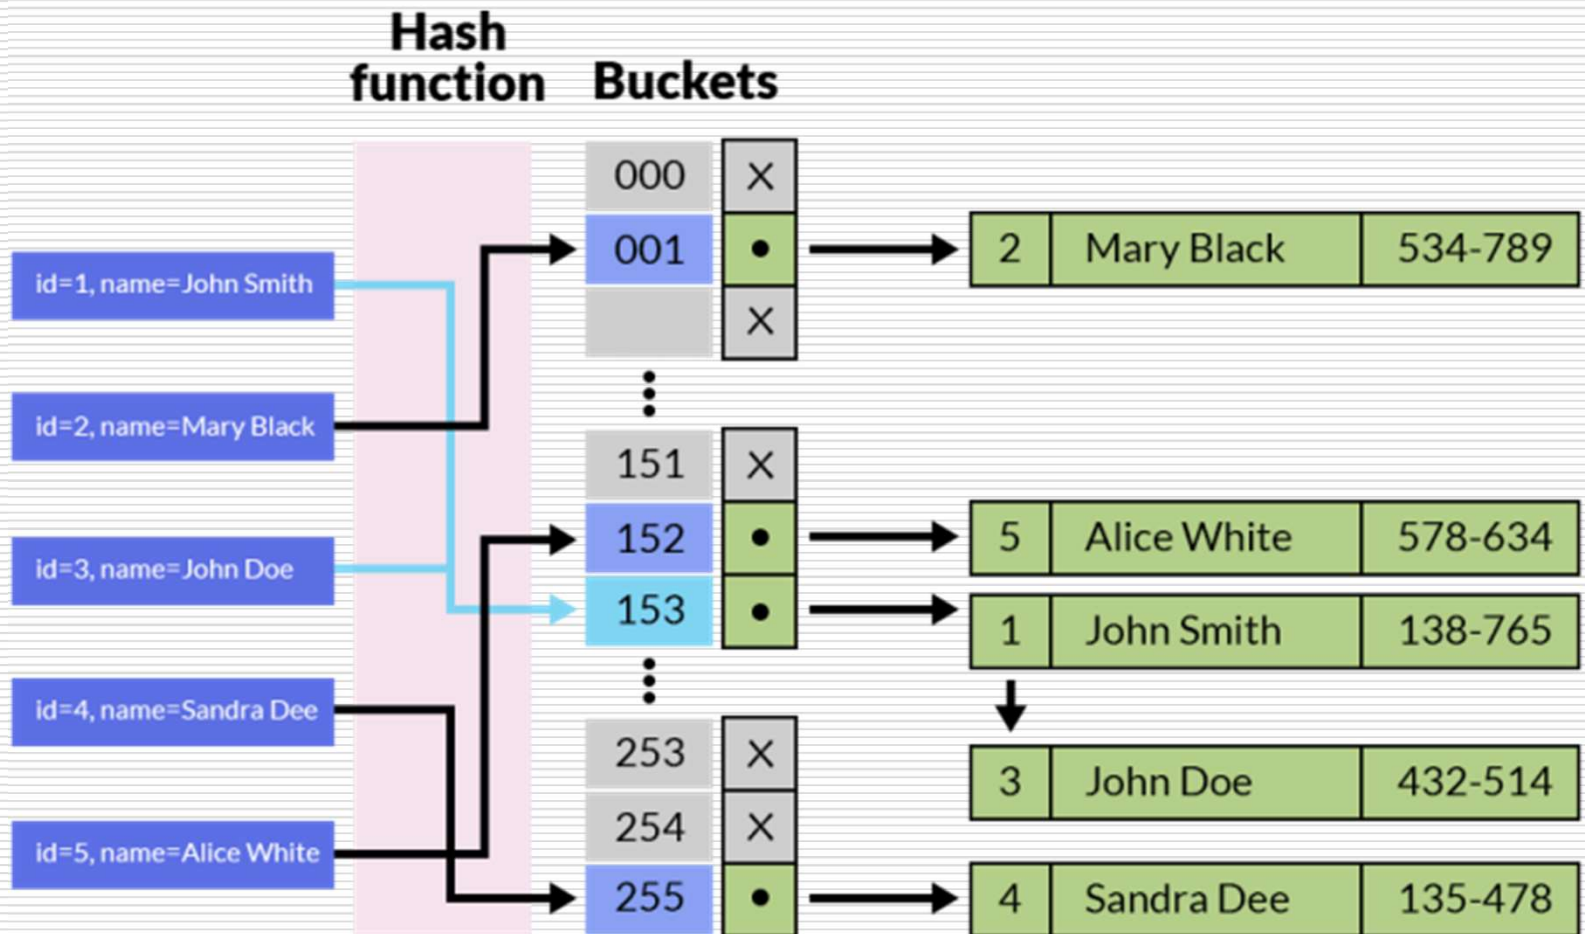 Hash
function
Buckets
id=1, name=John Smith
id=2, name=Mary Black
id=3, name=John Doe
id=4, name=Sandra Dee
id=5, name=Alice White
000 X
001
X
151 X
152
153
253 X
254 X
255
2 Mary Black 534-789
5 Alice White 578-634
1 John Smith 138-765
3 John Doe 432-514
4 Sandra Dee 135-478